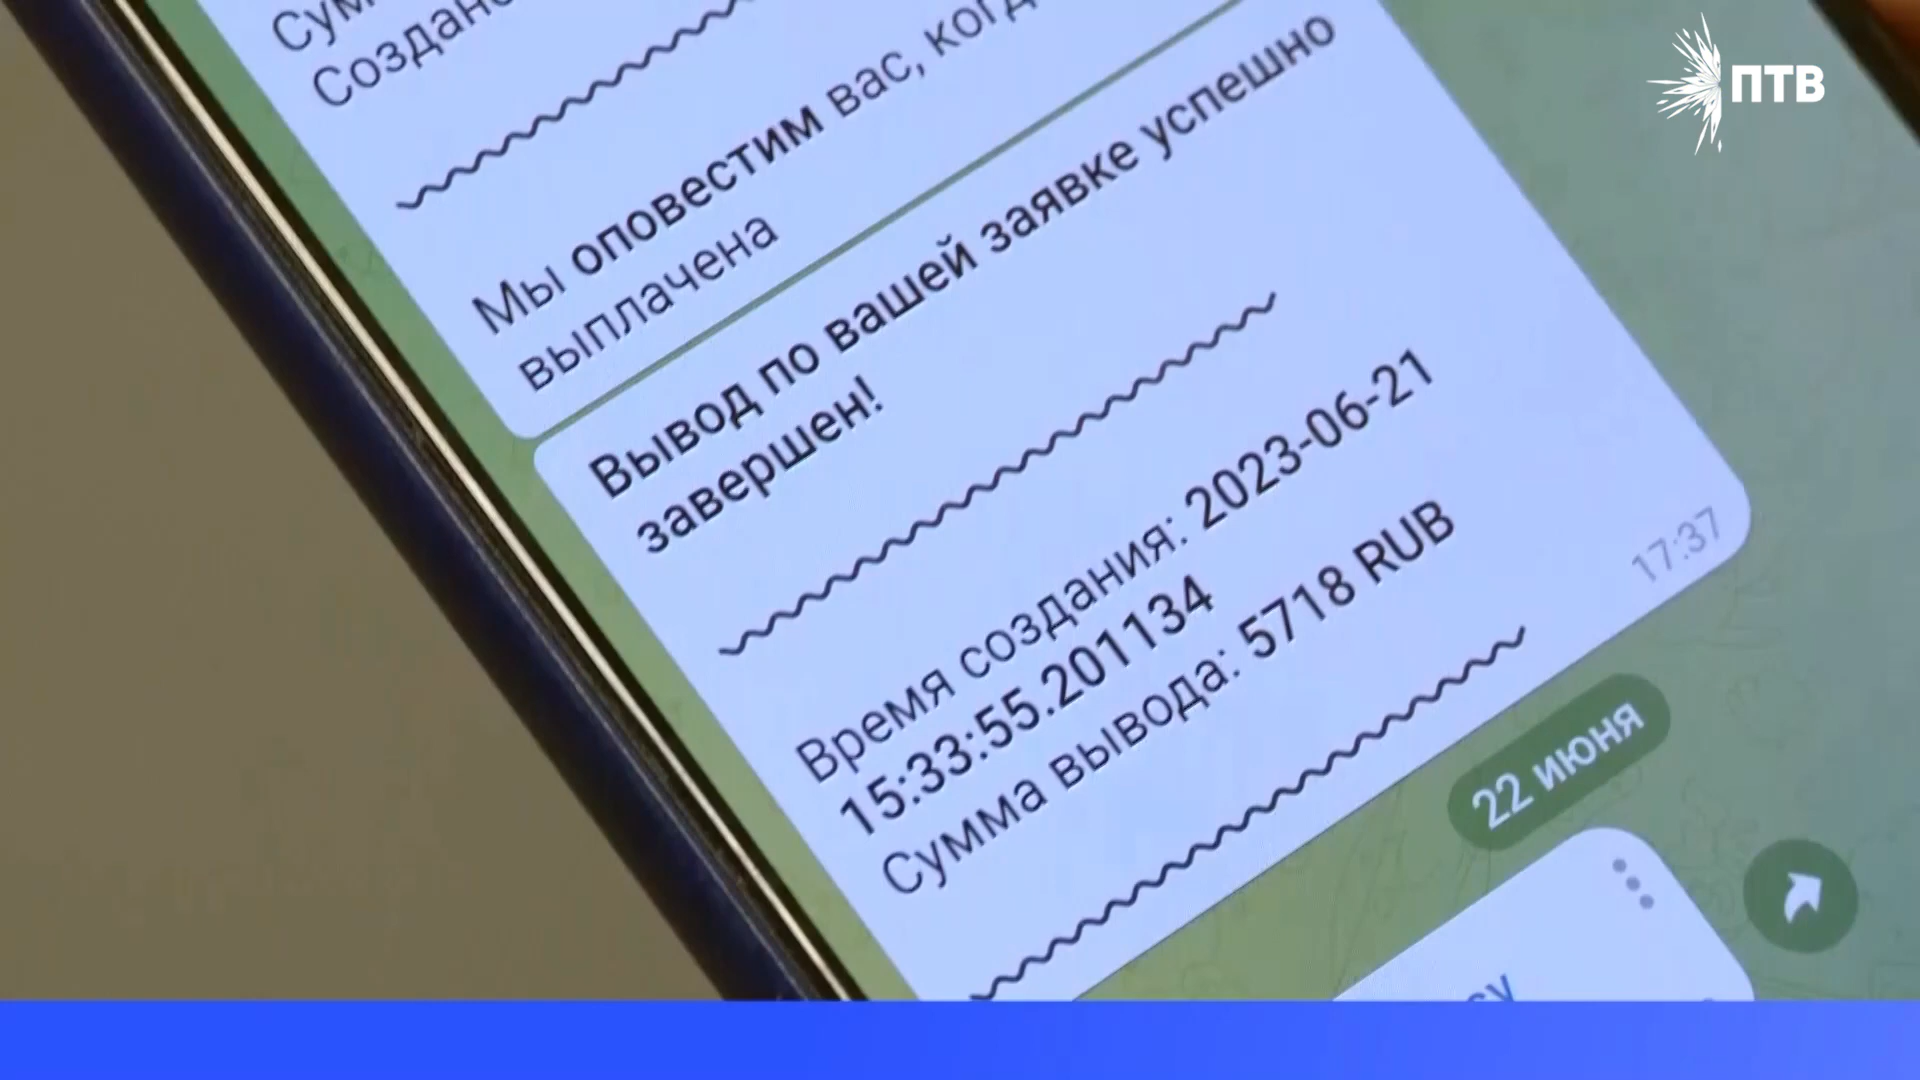 ПТВ
Создано
Мы оповестим вас, когда
выплачена
Вывод по вашей заявке успешно
завершен!
Время создания: 2023-06-21
15:33:55.201134
Сумма вывода: 5718 RUB
17:37
22 июня